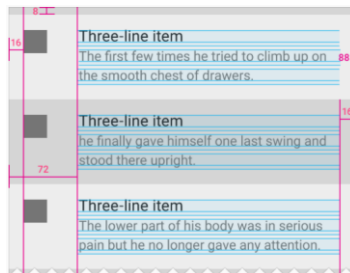 8
Three-line item
16
The first few times he tried to climb up on
88
the smooth chest of drawers.
16
Three-line item
he finally gave himself one last swing and
stood there upright.
72
Three-line item
The lower part of his body was in serious
pain but he no longer gave any attention.